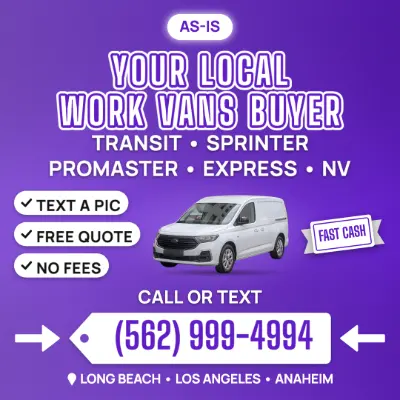 AS-IS
YOUR LOCAL
WORK VANS BUYER
TRANSIT • SPRINTER
PROMASTER • EXPRESS • NV
TEXT A PIC
FREE QUOTE
NO FEES
FAST CASH
CALL OR TEXT
(562) 999-4994
LONG BEACH • LOS ANGELES • ANAHEIM